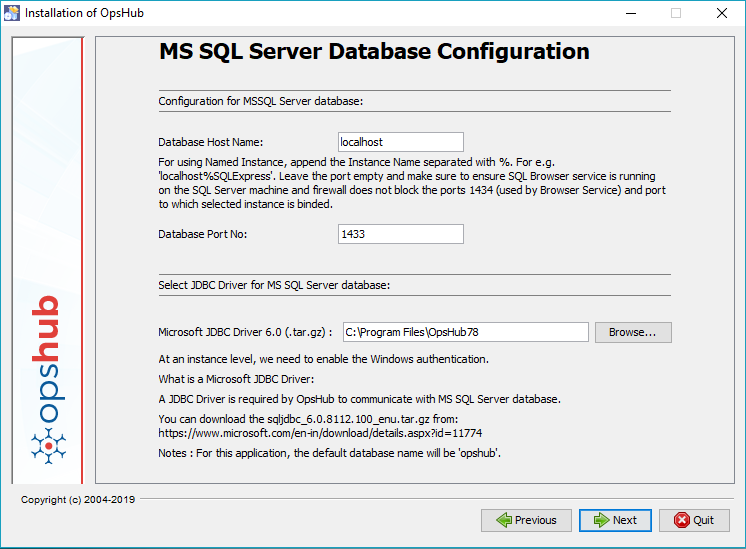 Installation of OpsHub
MS SQL Server Database Configuration
Configuration for MSSQL Server database:
Database Host Name:
localhost
For using Named Instance, append the Instance Name separated with %. For e.g.
'localhost%SQLExpress'. Leave the port empty and make sure to ensure SQL Browser service is running
on the SQL Server machine and firewall does not block the ports 1434 (used by Browser Service) and port
to which selected instance is binded.
Database Port No:
1433
Select JDBC Driver for MS SQL Server database:
Microsoft JDBC Driver 6.0 (.tar.gz) :
C:\Program Files\OpsHub78
Browse...
At an instance level, we need to enable the Windows authentication.
What is a Microsoft JDBC Driver:
A JDBC Driver is required by OpsHub to communicate with MS SQL Server database.
You can download the sqljdbc_6.0.8112.100_enu.tar.gz from:
https://www.microsoft.com/en-in/download/details.aspx?id=11774
Notes : For this application, the default database name will be 'opshub'.
opshub
Copyright (c) 2004-2019
Previous
Next
Quit